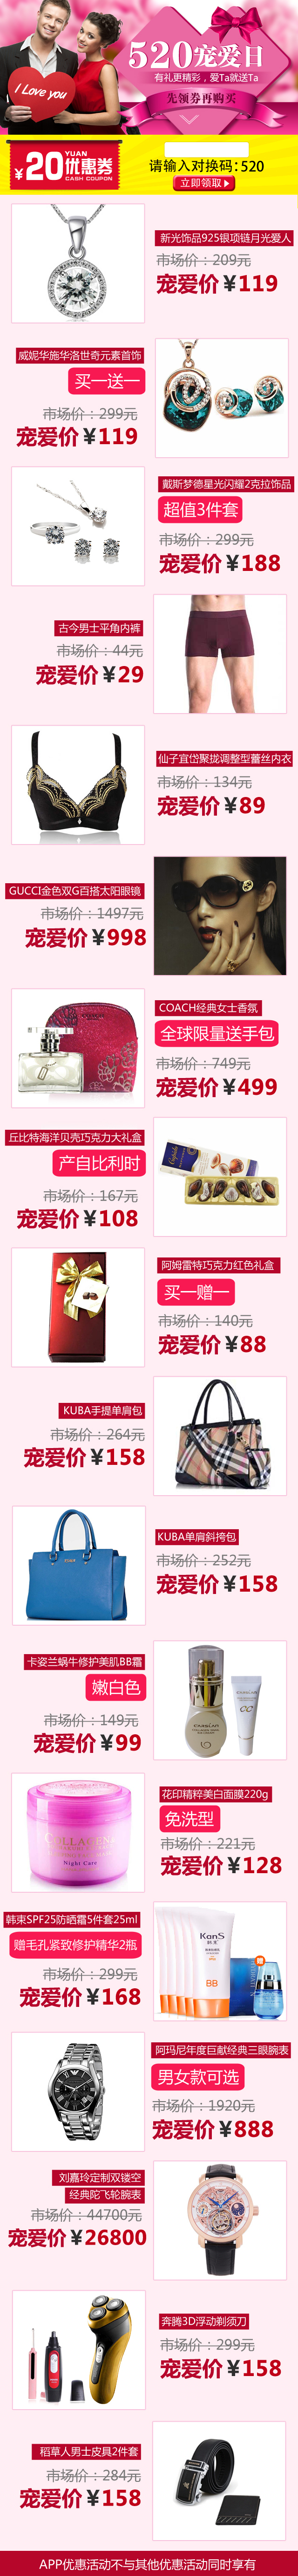 I Love you
520宠爱日
有礼更精彩，爱Ta就送Ta
先领券再购买
¥20 YUAN 优惠券
CASH COUPON
请输入对换码：520
立即领取
新光饰品925银项链月光爱人
市场价：209元
宠爱价¥119
威妮华施华洛世奇元素首饰
买一送一
市场价：299元
宠爱价¥119
戴斯梦德星光闪耀2克拉饰品
超值3件套
市场价：299元
宠爱价¥188
古今男士平角内裤
市场价：44元
宠爱价¥29
仙子宜岱聚拢调整型蕾丝内衣
市场价：134元
宠爱价¥89
GUCCI金色双G百搭太阳眼镜
市场价：1497元
宠爱价¥998
COACH经典女士香氛
全球限量送手包
市场价：749元
宠爱价¥499
丘比特海洋贝壳巧克力大礼盒
产自比利时
市场价：167元
宠爱价¥108
阿姆雷特巧克力红色礼盒
买一赠一
市场价：140元
宠爱价¥88
KUBA手提单肩包
市场价：264元
宠爱价¥158
KUBA单肩斜挎包
市场价：252元
宠爱价¥158
卡姿兰蜗牛修护美肌BB霜
嫩白色
市场价：149元
宠爱价¥99
CC
花印精粹美白面膜220g
免洗型
市场价：221元
宠爱价¥128
COLLAGEN
Night Care
韩束SPF25防晒霜5件套25ml
赠毛孔紧致修护精华2瓶
市场价：299元
宠爱价¥168
KanS
韩束
BB
赠
阿玛尼年度巨献经典三眼腕表
男女款可选
市场价：1920元
宠爱价¥888
刘嘉玲定制双镂空
经典陀飞轮腕表
市场价：44700元
宠爱价¥26800
奔腾3D浮动剃须刀
市场价：299元
宠爱价¥158
稻草人男士皮具2件套
市场价：284元
宠爱价¥158
APP优惠活动不与其他优惠活动同时享有